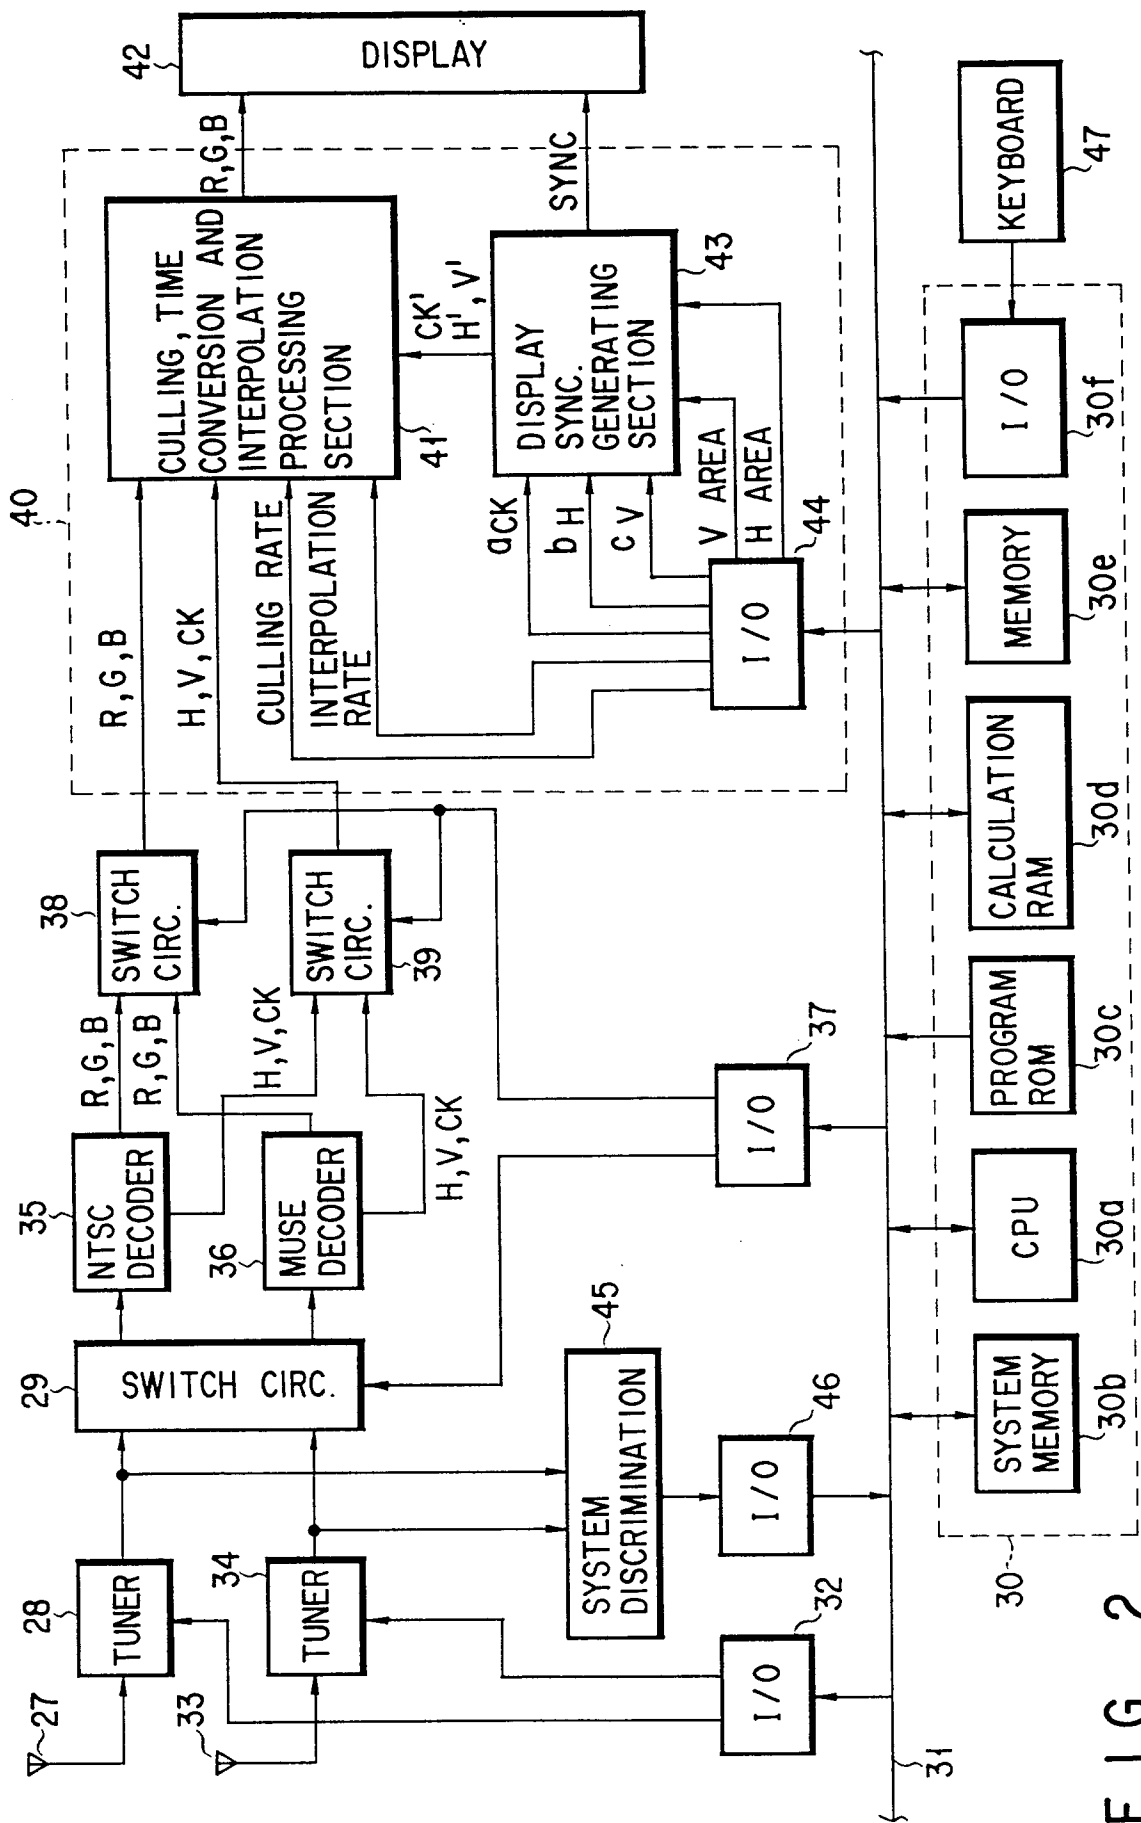 27
28
TUNER
33
34
TUNER
29
SWITCH CIRC.
35
NTSC
DECODER
36
MUSE
DECODER
R,G,B
R,G,B
H,V,CK
H,V,CK
38
SWITCH
CIRC.
SWITCH
CIRC.
39
R,G,B
H,V,CK
CULLING RATE
INTERPOLATION
RATE
40
CULLING,TIME
CONVERSION AND
INTERPOLATION
PROCESSING
SECTION
41
R,G,B
42
DISPLAY
CK'
H',V'
SYNC
aCK
bH
cV
DISPLAY
SYNC.
GENERATING
SECTION
43
V AREA
H AREA
44
I/O
45
SYSTEM
DISCRIMINATION
32
I/O
46
I/O
37
I/O
31
30
SYSTEM
MEMORY
30b
CPU
30a
PROGRAM
ROM
30c
CALCULATION
RAM
30d
MEMORY
30e
I/O
30f
KEYBOARD
47
FIG 2